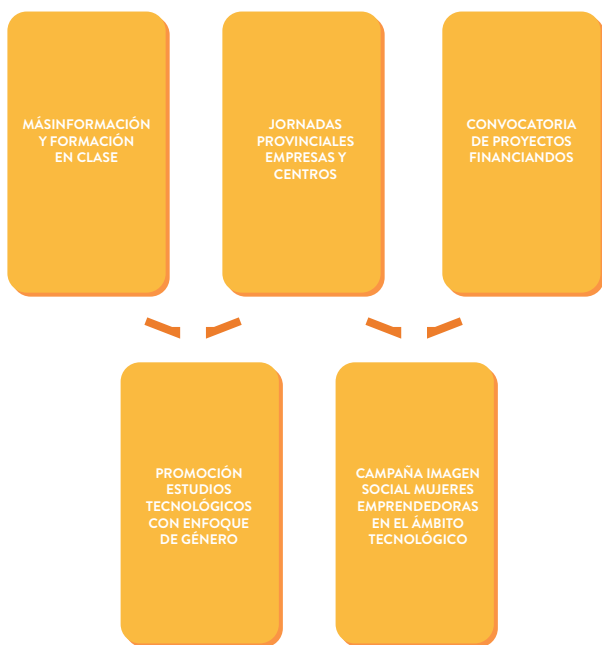 MÁSINFORMACIÓN
Y FORMACIÓN
EN CLASE
JORNADAS
PROVINCIALES
EMPRESAS Y
CENTROS
CONVOCATORIA
DE PROYECTOS
FINANCIANDOS
PROMOCIÓN
ESTUDIOS
TECNOLÓGICOS
CON ENFOQUE
DE GÉNERO
CAMPAÑA IMAGEN
SOCIAL MUJERES
EMPRENDEDORAS
EN EL ÁMBITO
TECNOLÓGICO